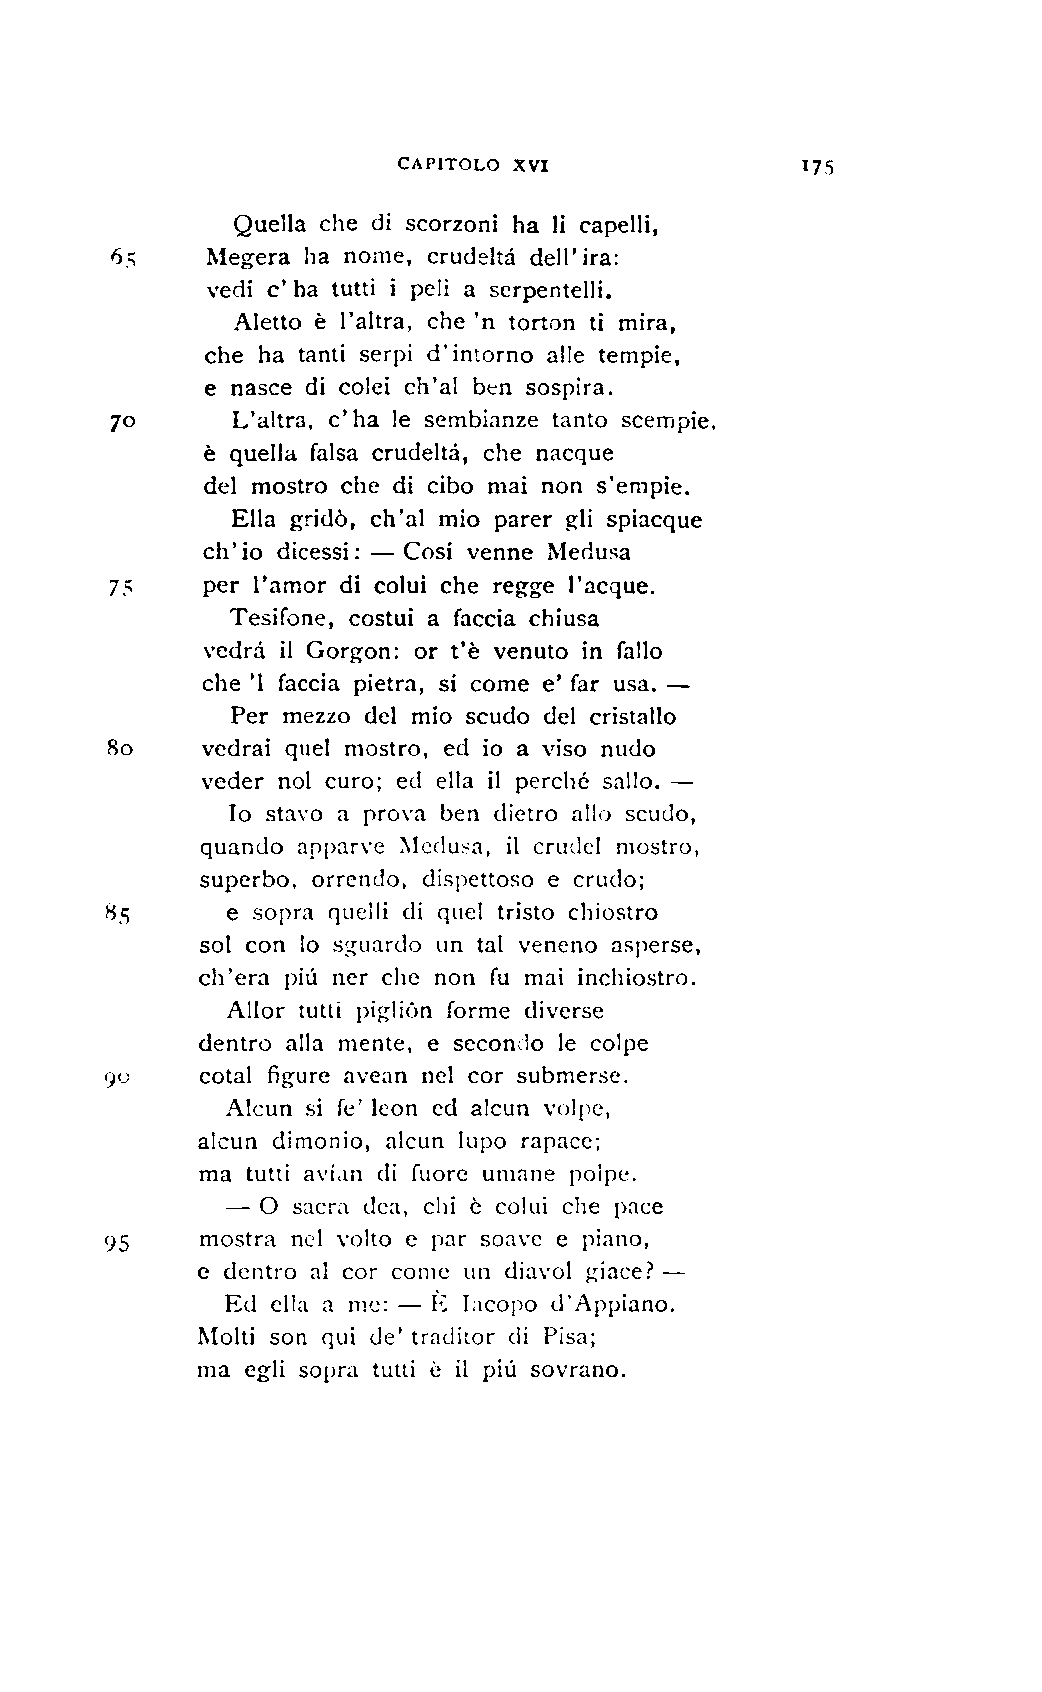 CAPITOLO XVI 175
Quella che di scorzoni ha li capelli,
65 Megera ha nome, crudeltá dell'ira:
vedi c'ha tutti i peli a serpentelli.
Aletto è l'altra, che 'n torton ti mira,
che ha tanti serpi d'intorno alle tempie,
e nasce di colei ch'al ben sospira.
70 L'altra, c'ha le sembianze tanto scempie,
è quella falsa crudeltá, che nacque
del mostro che di cibo mai non s'empie.
Ella gridò, ch'al mio parer gli spiacque
ch'io dicessi: — Cosí venne Medusa
75 per l'amor di colui che regge l'acque.
Tesifone, costui a faccia chiusa
vedrá il Gorgon: or t'è venuto in fallo
che 'l faccia pietra, sí come e' far usa. —
Per mezzo del mio scudo del cristallo
80 vedrai quel mostro, ed io a viso nudo
veder nol curo; ed ella il perché sallo. —
Io stavo a prova ben dietro allo scudo,
quando apparve Medusa, il crudel mostro,
superbo, orrendo, dispettoso e crudo;
85 e sopra quelli di quel tristo chiostro
sol con lo sguardo un tal veneno asperse,
ch'era piú ner che non fu mai inchiostro.
Allor tutti pigliôn forme diverse
dentro alla mente, e secondo le colpe
90 cotal figure avean nel cor submerse.
Alcun si fe' leon ed alcun volpe,
alcun dimonio, alcun lupo rapace;
ma tutti avían di fuore umane polpe.
— O sacra dea, chi è colui che pace
95 mostra nel volto e par soave e piano,
e dentro al cor come un diavol giace? —
Ed ella a me: — È Iacopo d'Appiano.
Molti son qui de' traditor di Pisa;
ma egli sopra tutti è il piú sovrano.